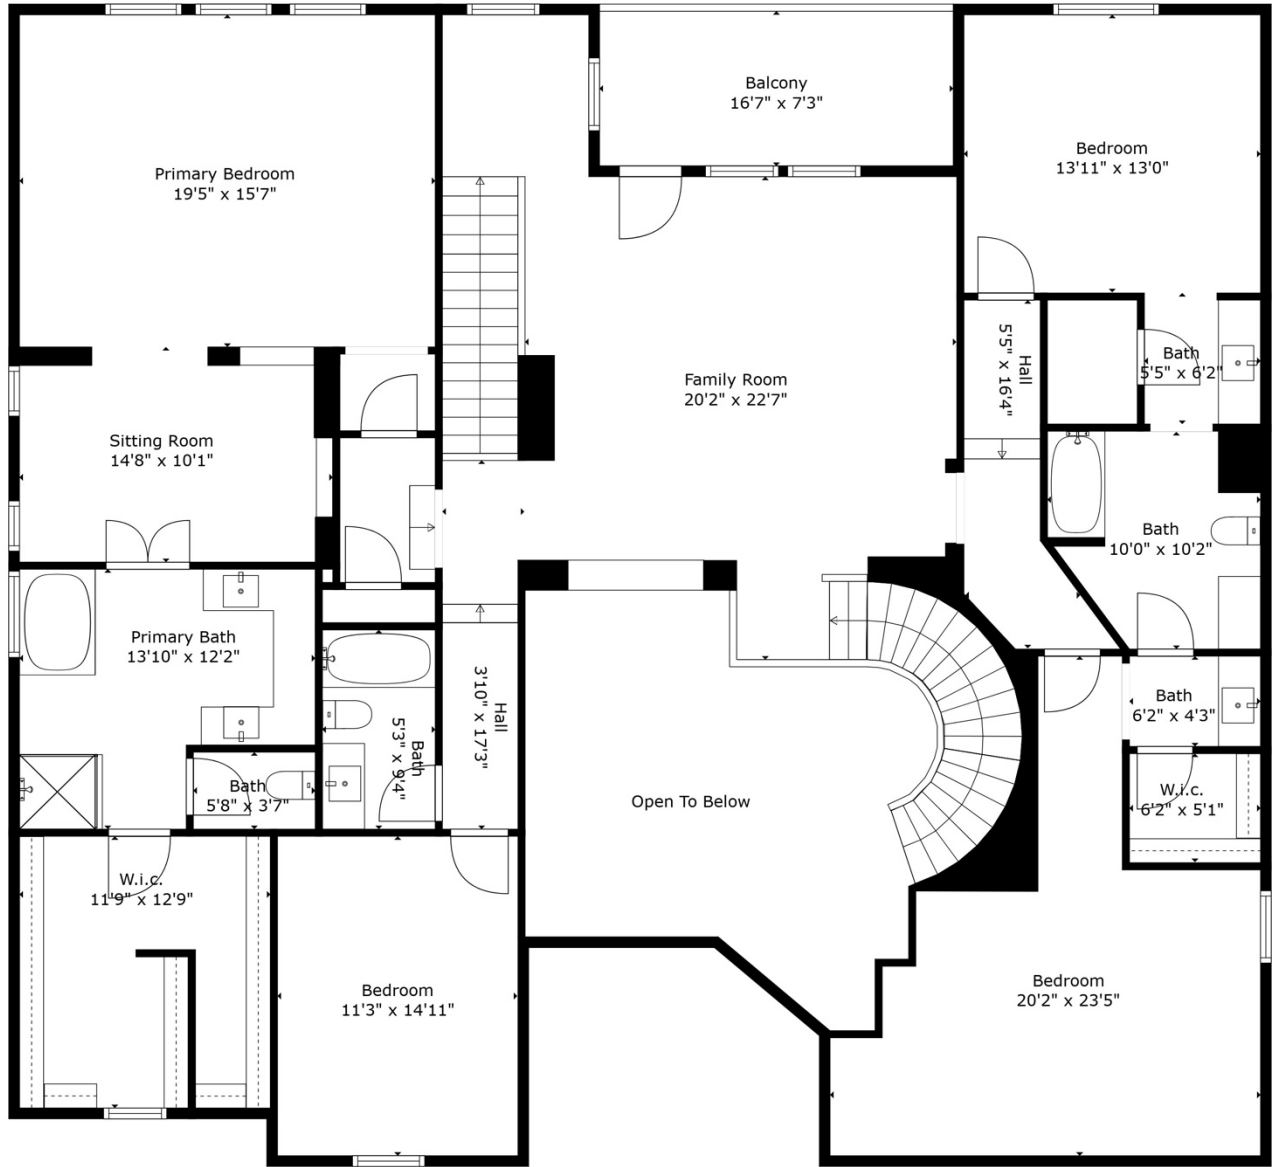 Balcony
16'7" x 7'3"
Bedroom
13'11" x 13'0"
Primary Bedroom
19'5" x 15'7"
Hall
5'5" x 16'4"
Bath
5'5" x 6'2"
Family Room
20'2" x 22'7"
Sitting Room
14'8" x 10'1"
Bath
10'0" x 10'2"
Primary Bath
13'10" x 12'2"
Hall
3'10" x 17'3"
Bath
5'3" x 9'4"
Bath
6'2" x 4'3"
Bath
5'8" x 3'7"
Open To Below
W.i.c.
6'2" x 5'1"
W.i.c.
11'9" x 12'9"
Bedroom
11'3" x 14'11"
Bedroom
20'2" x 23'5"